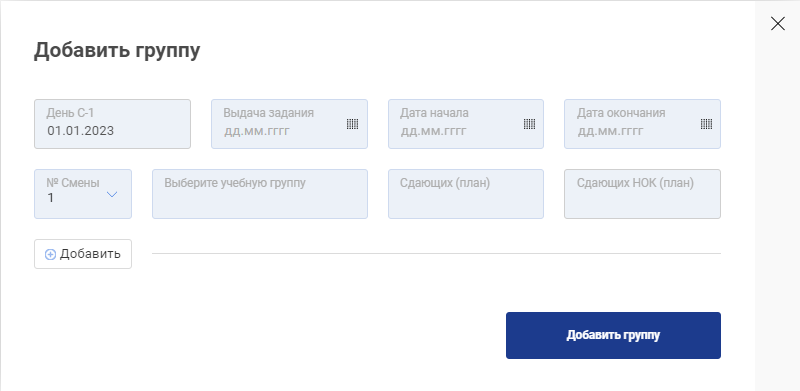 Добавить группу
День С-1
01.01.2023
Выдача задания
дд.мм.гггг
Дата начала
дд.мм.гггг
Дата окончания
дд.мм.гггг
№ Смены
1
Выберите учебную группу
Сдающих (план)
Сдающих НОК (план)
Добавить
Добавить группу